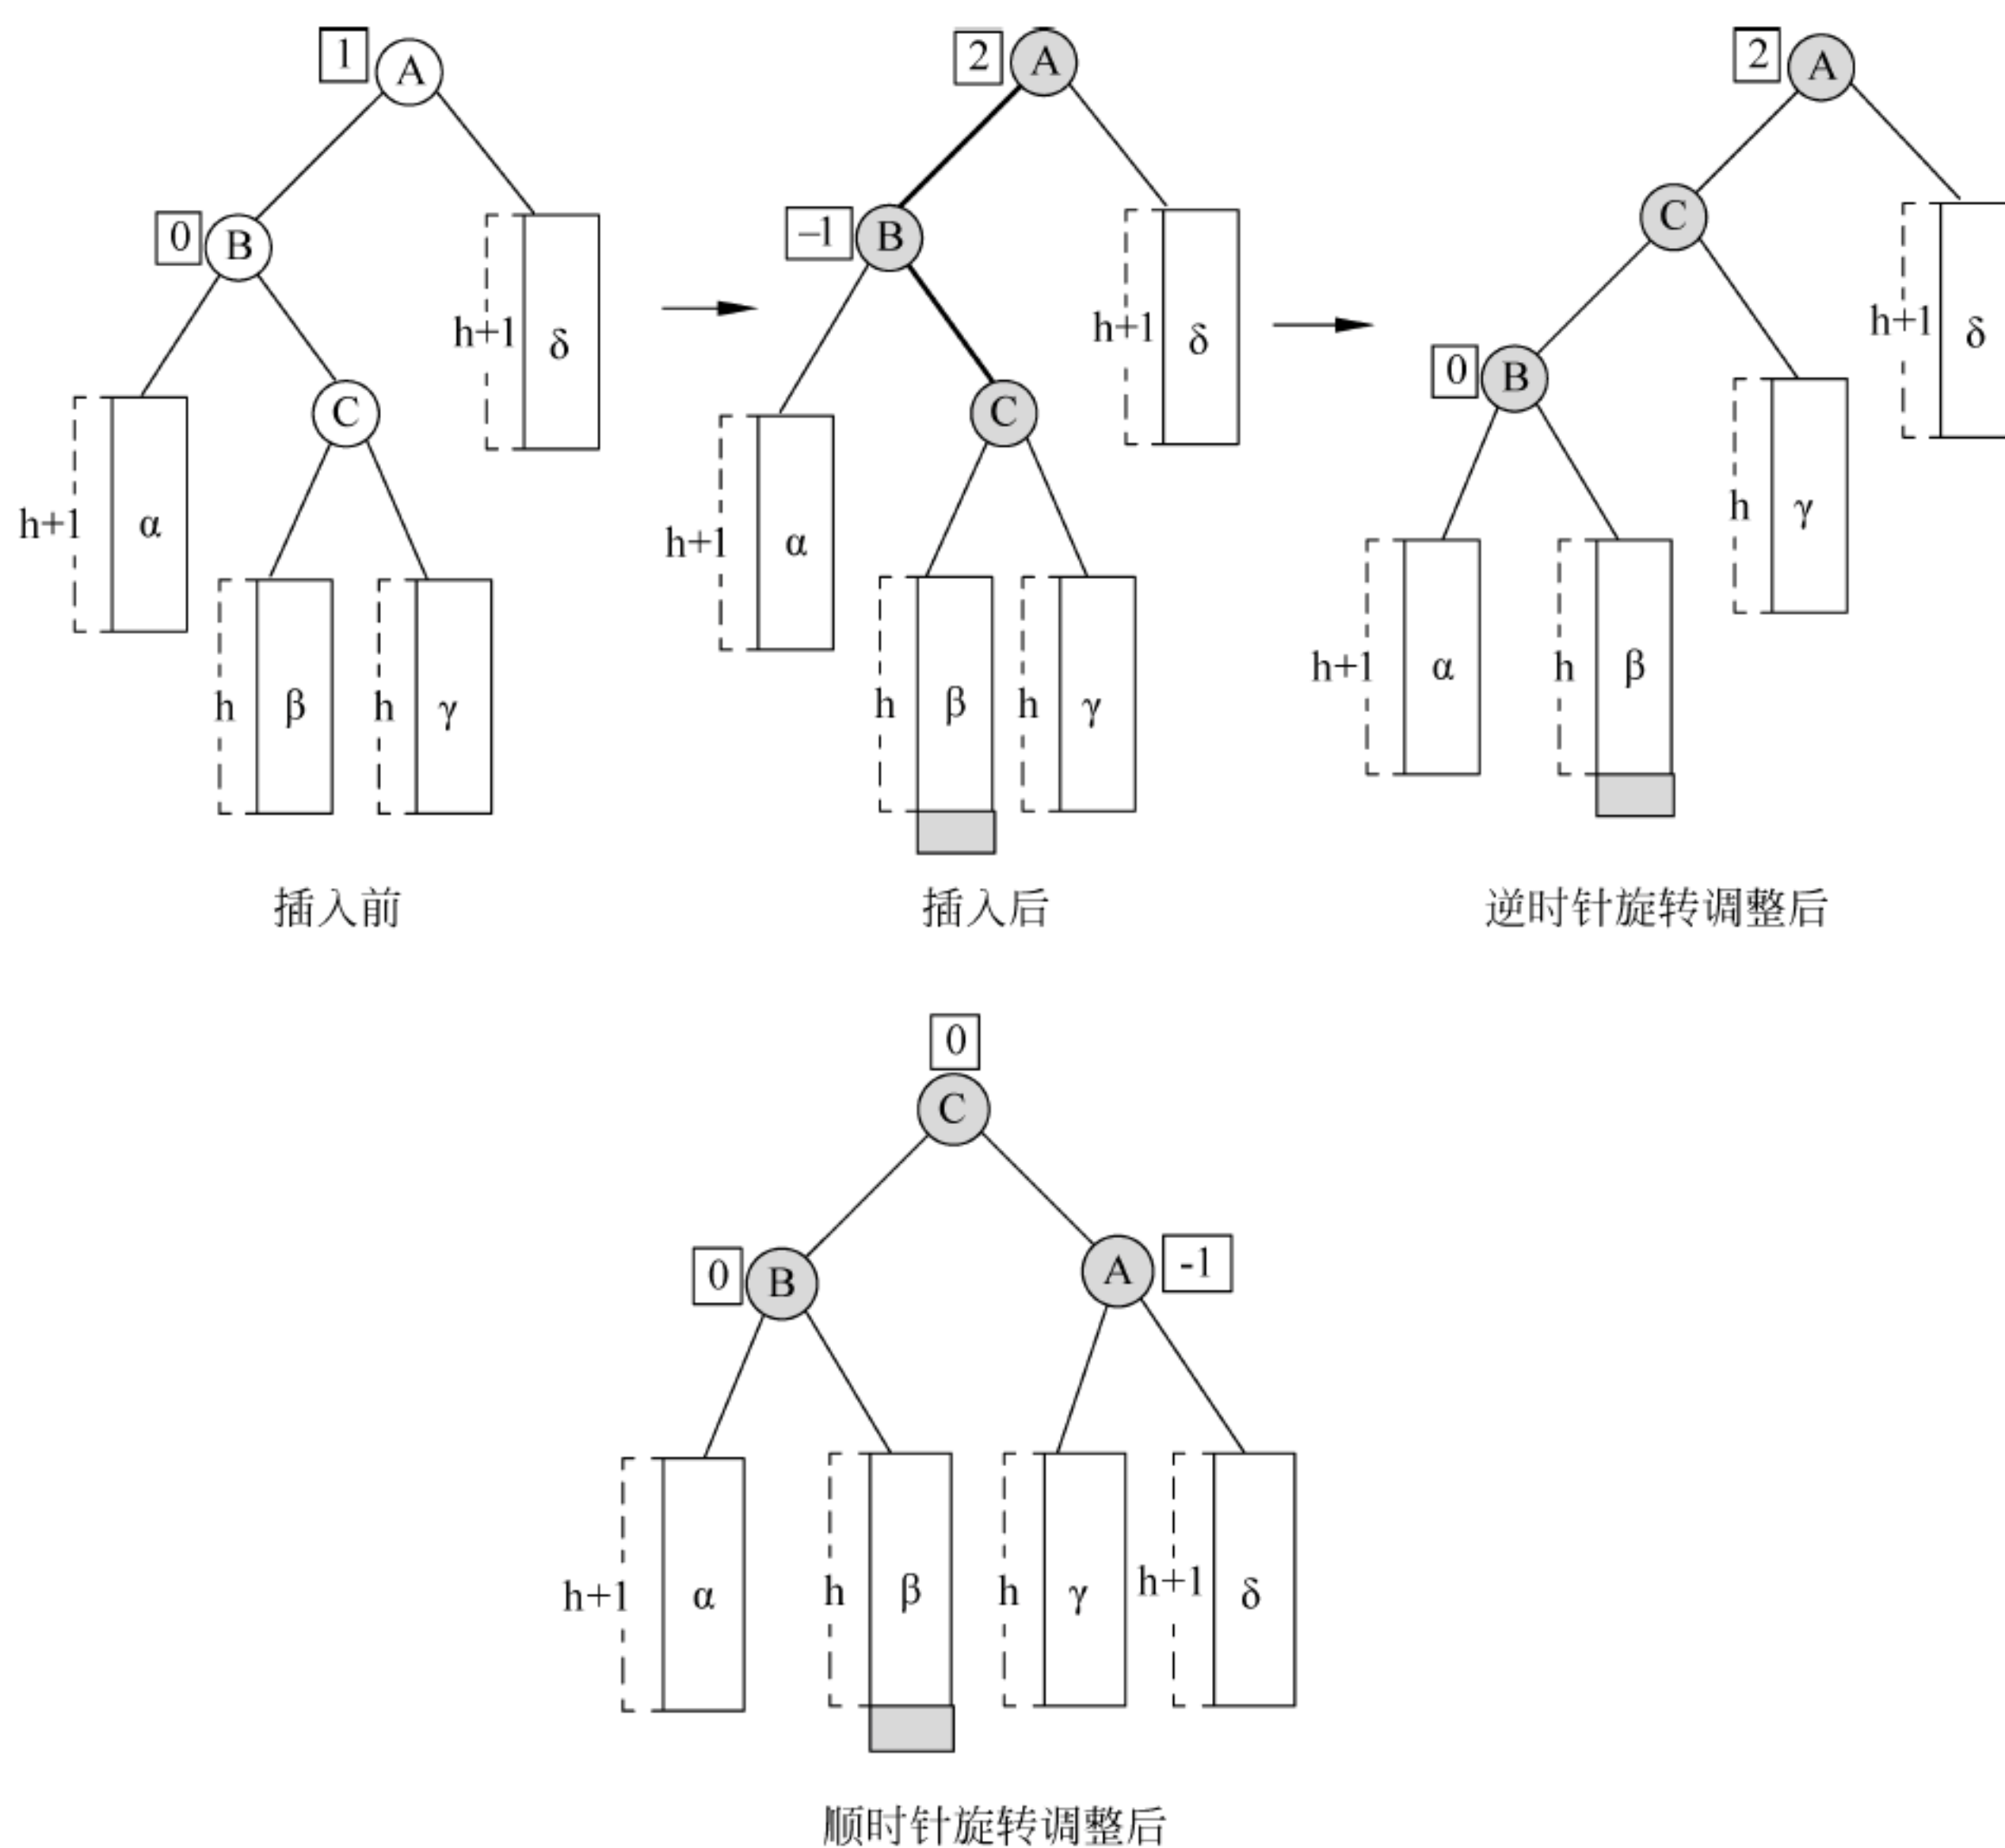 1 A
2 A
2 A
0 B
-1 B
C
h+1 δ
h+1 δ
h+1 δ
C
C
0 B
h+1 α
h+1 α
h γ
h β
h γ
h β
h γ
h+1 α
h β
插入前
插入后
逆时针旋转调整后
0
C
0 B
A -1
h+1 α
h β
h γ
h+1 δ
顺时针旋转调整后